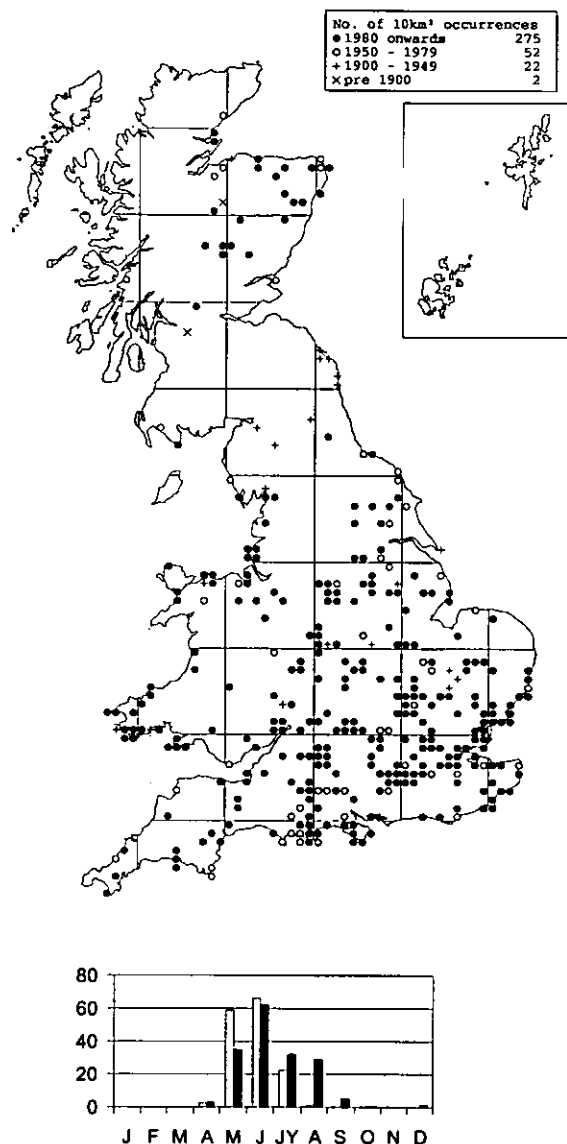 No. of 10km² occurrences
● 1980 onwards 275
○ 1950 - 1979 52
+ 1900 - 1949 22
× pre 1900 2
80
60
40
20
0
J F M A M J JY A S O N D